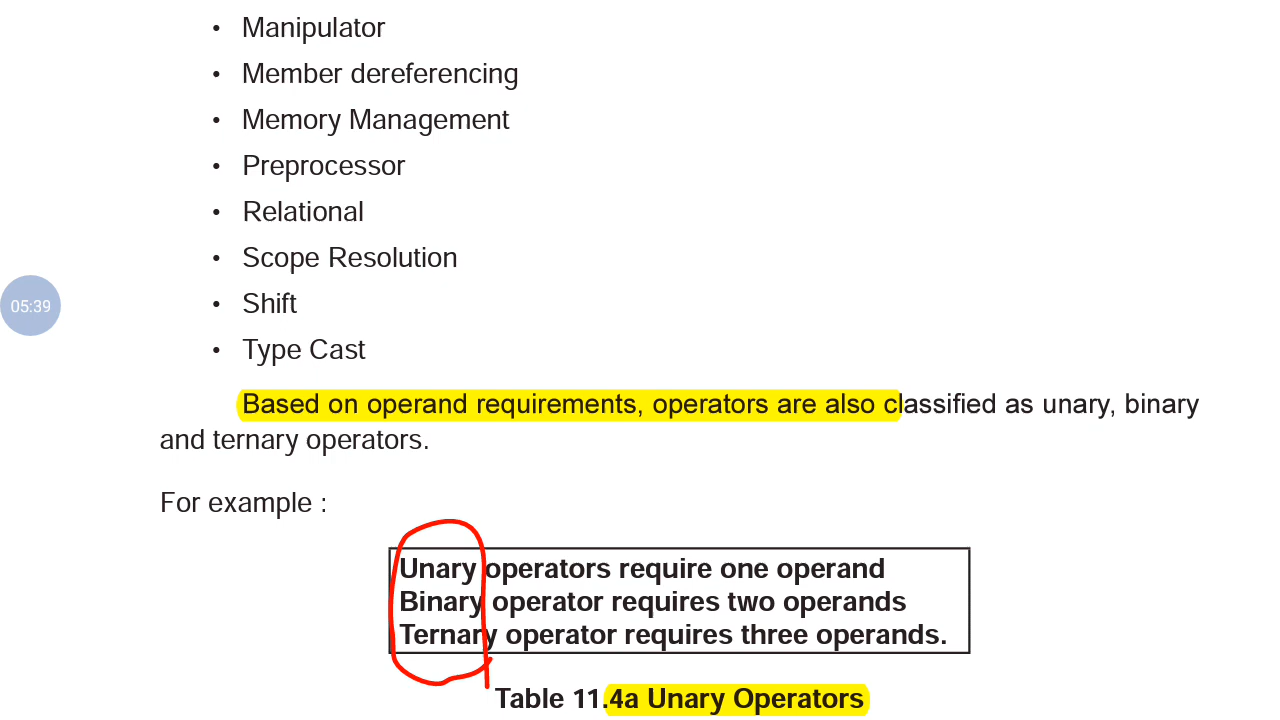 • Manipulator
• Member dereferencing
• Memory Management
• Preprocessor
• Relational
• Scope Resolution
05:39
• Shift
• Type Cast
Based on operand requirements, operators are also classified as unary, binary
and ternary operators.
For example :
Unary operators require one operand
Binary operator requires two operands
Ternary operator requires three operands.
Table 11.4a Unary Operators